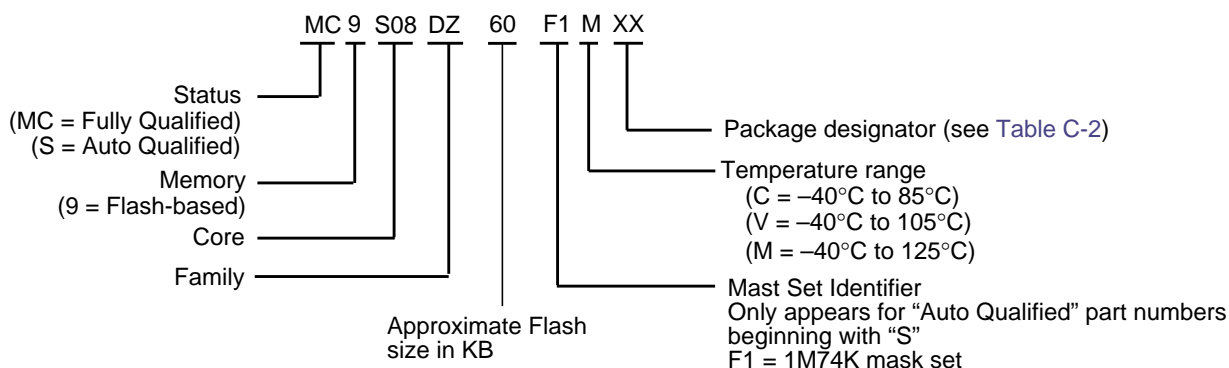 MC 9 S08 DZ 60 F1 M XX
Status
(MC = Fully Qualified)
(S = Auto Qualified)
Memory
(9 = Flash-based)
Core
Family
Approximate Flash
size in KB
Package designator (see Table C-2)
Temperature range
(C = –40°C to 85°C)
(V = –40°C to 105°C)
(M = –40°C to 125°C)
Mast Set Identifier
Only appears for “Auto Qualified” part numbers
beginning with “S”
F1 = 1M74K mask set